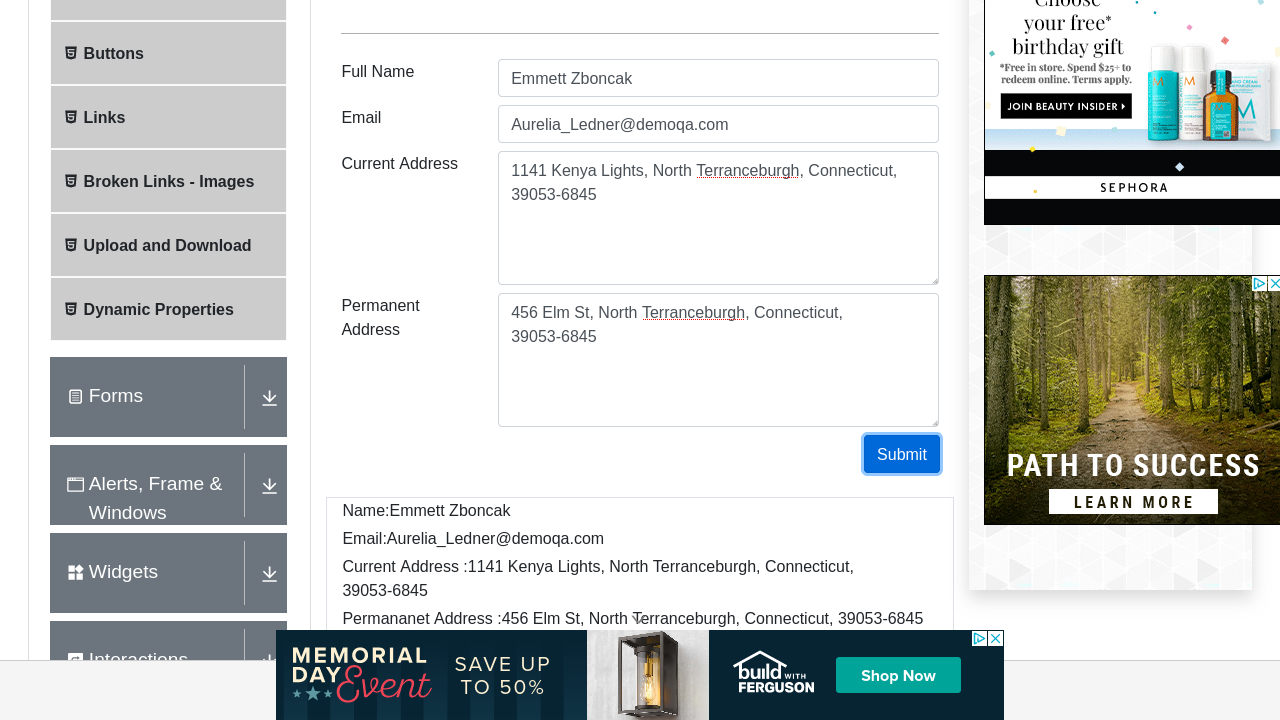 Choose
your free*
birthday gift
*Free in store. Spend $25+ to
redeem online. Terms apply.
JOIN BEAUTY INSIDER
SEPHORA
Buttons
Links
Broken Links - Images
Upload and Download
Dynamic Properties
Forms
Alerts, Frame &
Windows
Widgets
Interactions
Full Name
Emmett Zboncak
Email
Aurelia_Ledner@demoqa.com
Current Address
1141 Kenya Lights, North Terranceburgh, Connecticut,
39053-6845
Permanent
Address
456 Elm St, North Terranceburgh, Connecticut,
39053-6845
Submit
Name:Emmett Zboncak
Email:Aurelia_Ledner@demoqa.com
Current Address :1141 Kenya Lights, North Terranceburgh, Connecticut,
39053-6845
Permananet Address :456 Elm St, North Terranceburgh, Connecticut, 39053-6845
PATH TO SUCCESS
LEARN MORE
MEMORIAL
DAY Event
SAVE UP
TO 50%
build WITH
FERGUSON
Shop Now